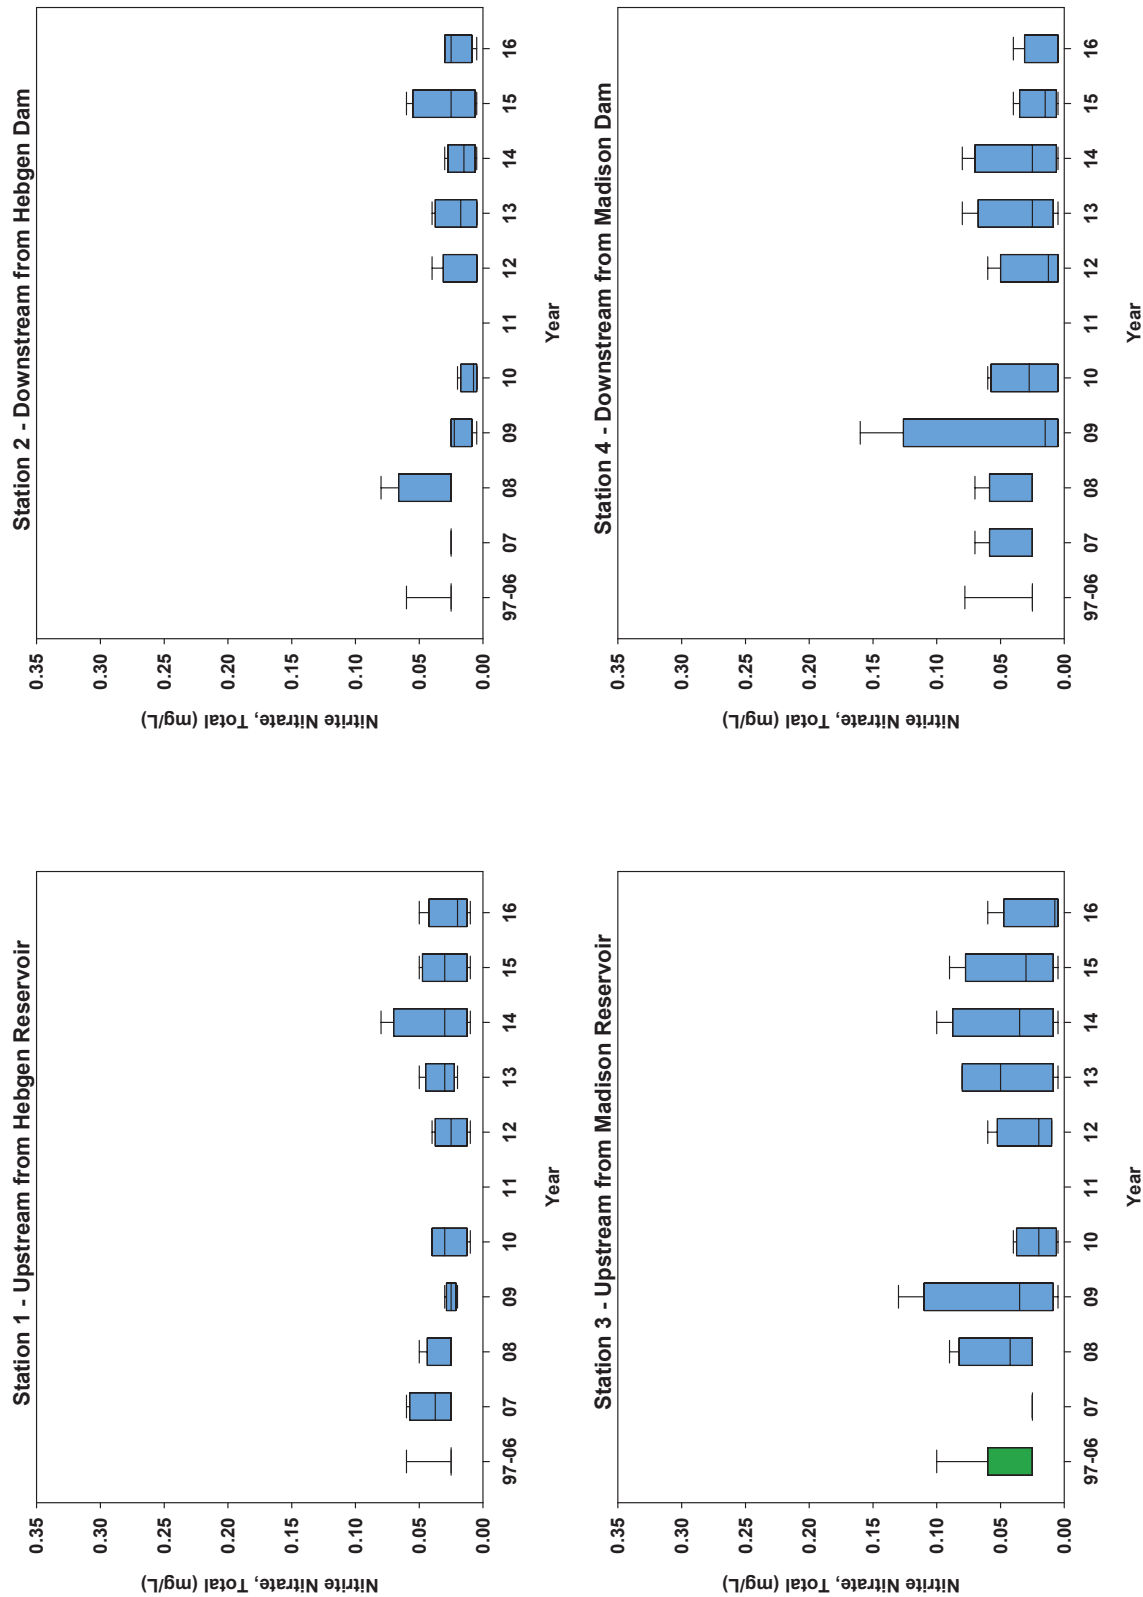 Station 1 - Upstream from Hebgen Reservoir
Nitrite Nitrate, Total (mg/L)
0.35
0.30
0.25
0.20
0.15
0.10
0.05
0.00
97-06 07 08 09 10 11 12 13 14 15 16
Year
Station 2 - Downstream from Hebgen Dam
Nitrite Nitrate, Total (mg/L)
0.35
0.30
0.25
0.20
0.15
0.10
0.05
0.00
97-06 07 08 09 10 11 12 13 14 15 16
Year
Station 3 - Upstream from Madison Reservoir
Nitrite Nitrate, Total (mg/L)
0.35
0.30
0.25
0.20
0.15
0.10
0.05
0.00
97-06 07 08 09 10 11 12 13 14 15 16
Year
Station 4 - Downstream from Madison Dam
Nitrite Nitrate, Total (mg/L)
0.35
0.30
0.25
0.20
0.15
0.10
0.05
0.00
97-06 07 08 09 10 11 12 13 14 15 16
Year